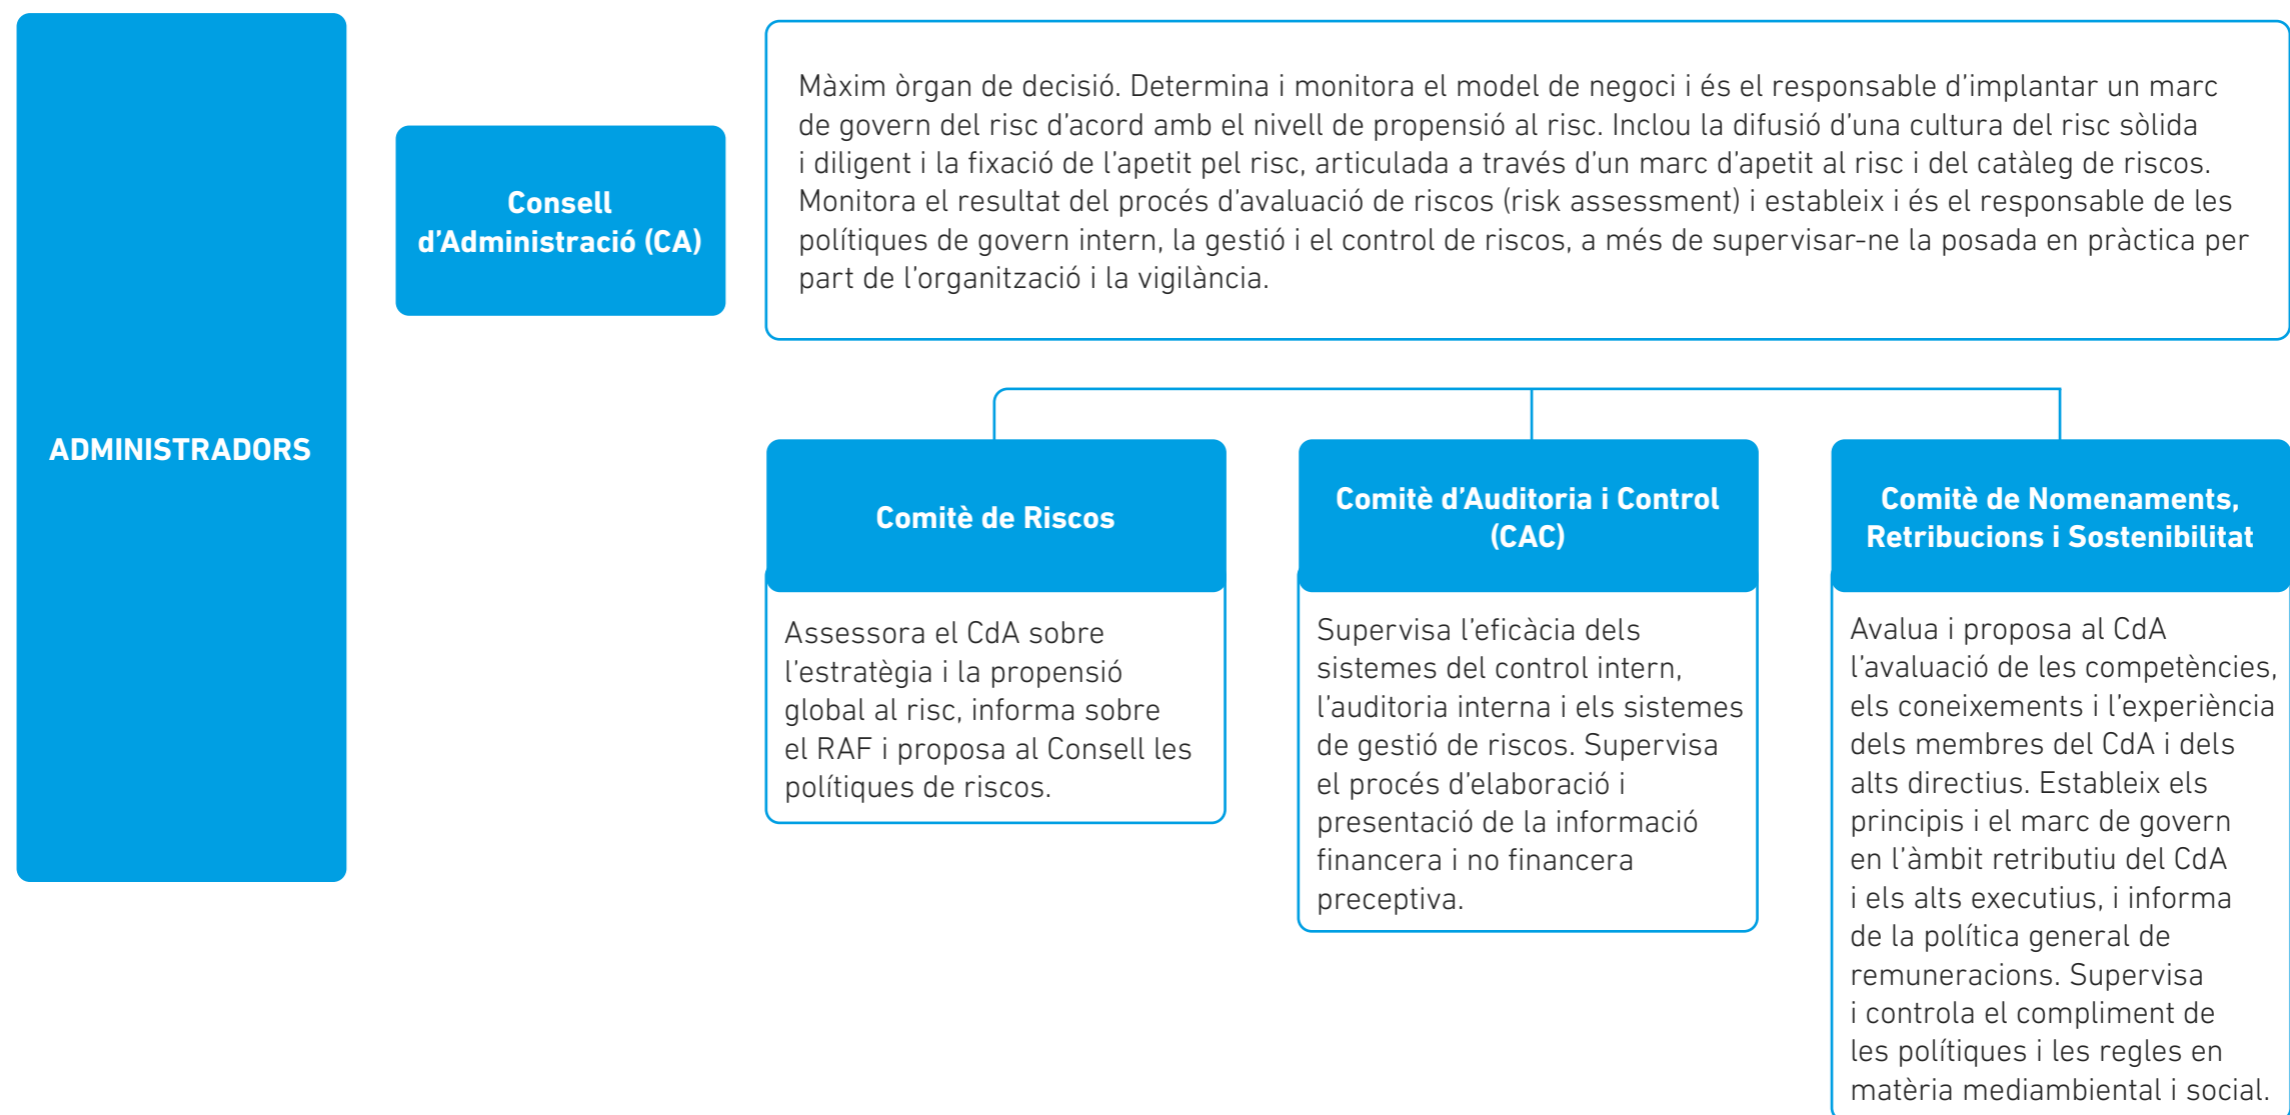 ADMINISTRADORS
Consell
d'Administració (CA)
Màxim òrgan de decisió. Determina i monitora el model de negoci i és el responsable d'implantar un marc
de govern del risc d'acord amb el nivell de propensió al risc. Inclou la difusió d'una cultura del risc sòlida
i diligent i la fixació de l'apetit pel risc, articulada a través d'un marc d'apetit al risc i del catàleg de riscos.
Monitora el resultat del procés d'avaluació de riscos (risk assessment) i estableix i és el responsable de les
polítiques de govern intern, la gestió i el control de riscos, a més de supervisar-ne la posada en pràctica per
part de l'organització i la vigilància.
Comitè de Riscos
Assessora el CdA sobre
l'estratègia i la propensió
global al risc, informa sobre
el RAF i proposa al Consell les
polítiques de riscos.
Comitè d'Auditoria i Control
(CAC)
Supervisa l'eficàcia dels
sistemes del control intern,
l'auditoria interna i els sistemes
de gestió de riscos. Supervisa
el procés d'elaboració i
presentació de la informació
financera i no financera
preceptiva.
Comitè de Nomenaments,
Retribucions i Sostenibilitat
Avalua i proposa al CdA
l'avaluació de les competències,
els coneixements i l'experiència
dels membres del CdA i dels
alts directius. Estableix els
principis i el marc de govern
en l'àmbit retributiu del CdA
i els alts executius, i informa
de la política general de
remuneracions. Supervisa
i controla el compliment de
les polítiques i les regles en
matèria mediambiental i social.